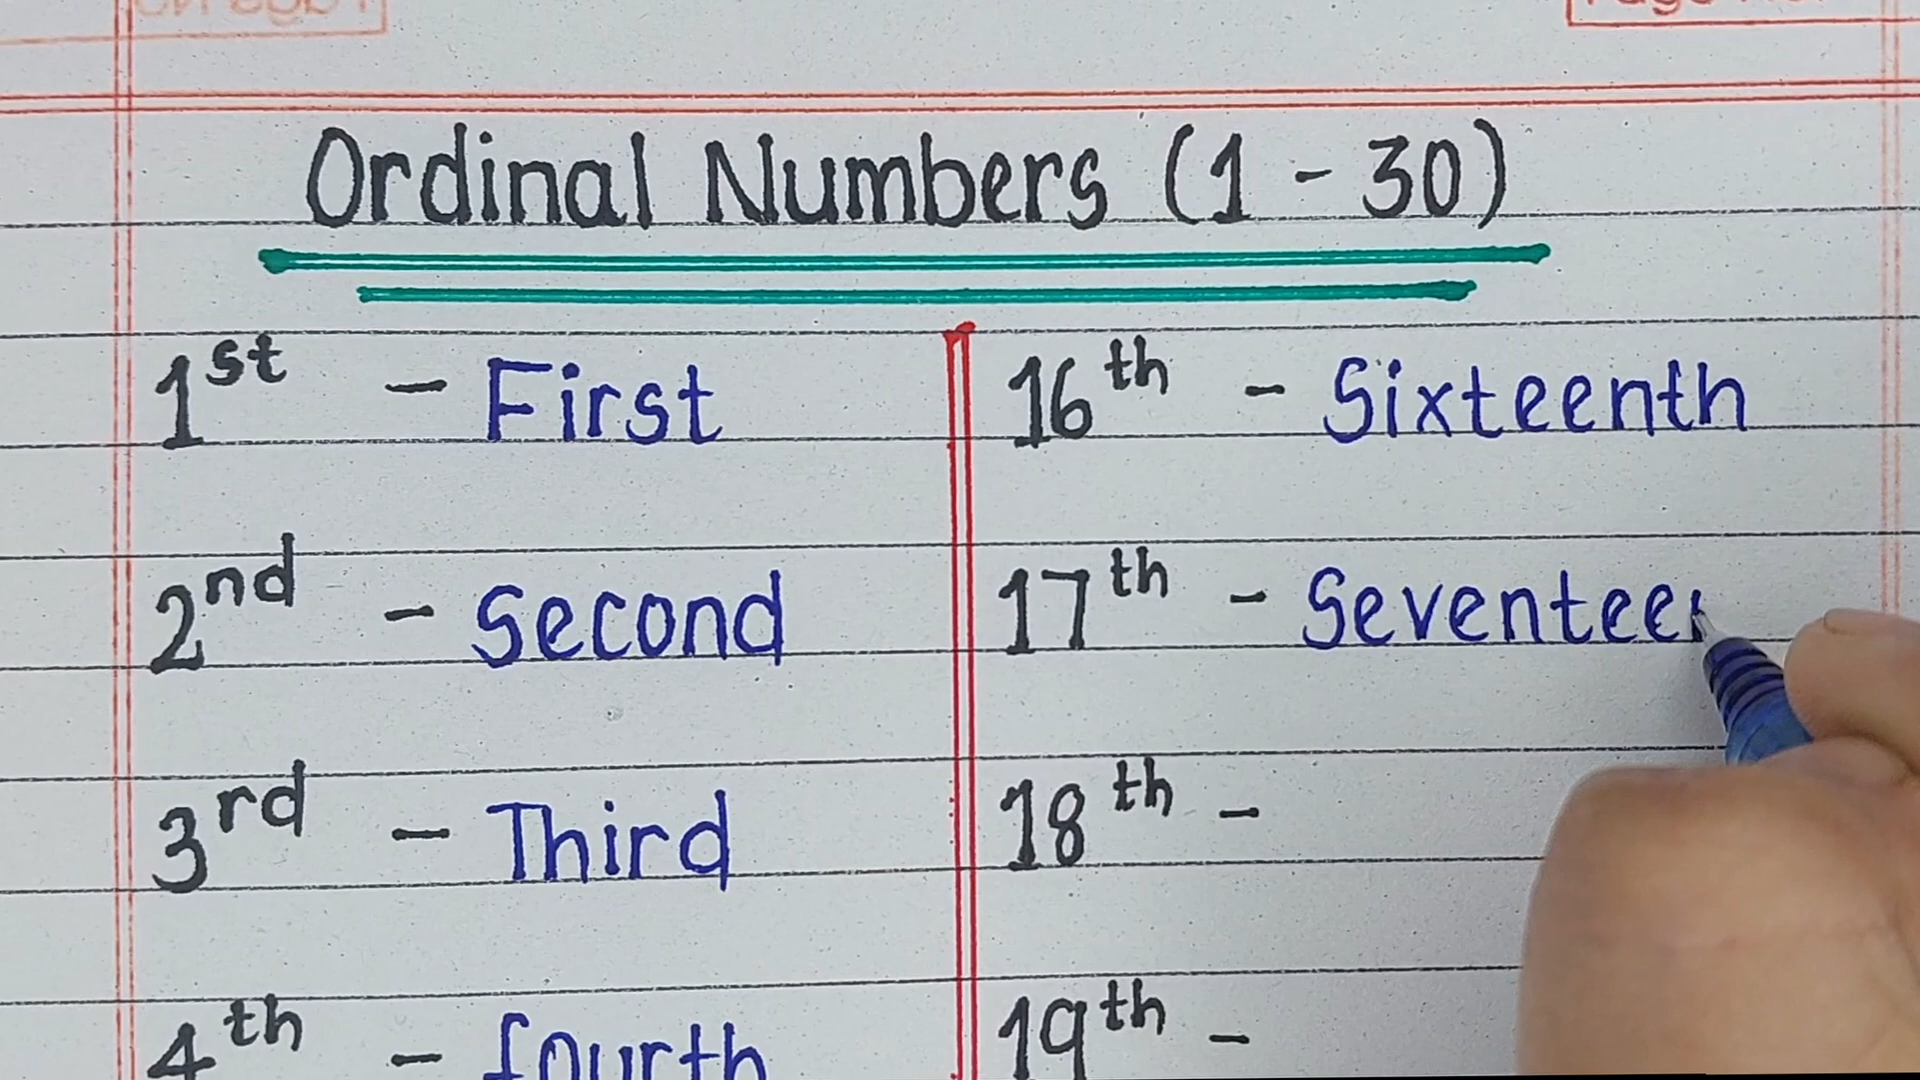 Ordinal Numbers (1 - 30)
1st - First
2nd - Second
3rd - Third
4th - fourth
16th - Sixteenth
17th - Seventee
18th -
19th -